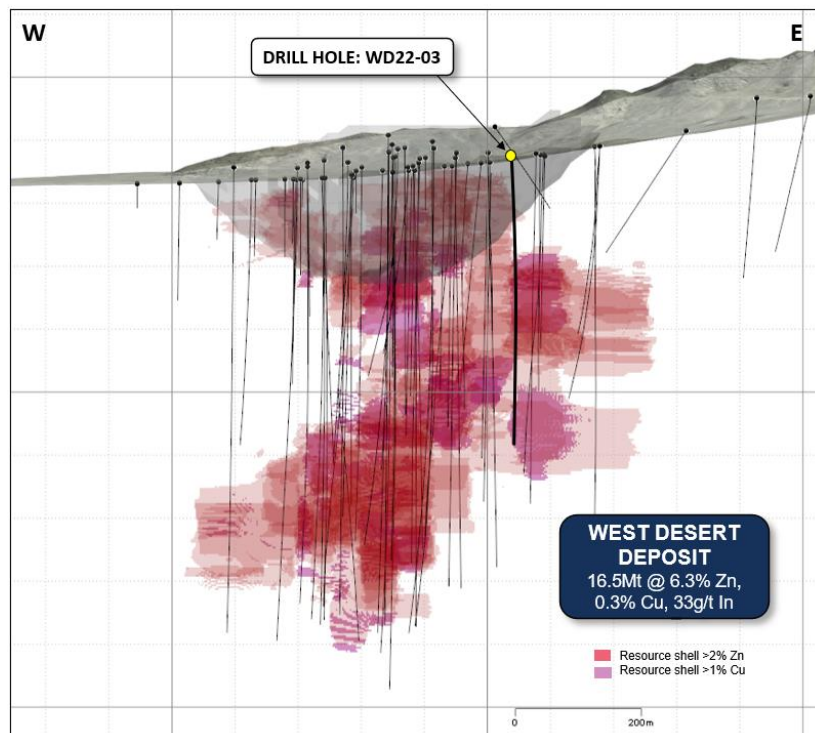 W
E
DRILL HOLE: WD22-03
WEST DESERT
DEPOSIT
16.5Mt @ 6.3% Zn,
0.3% Cu, 33g/t In
Resource shell >2% Zn
Resource shell >1% Cu
0
200m